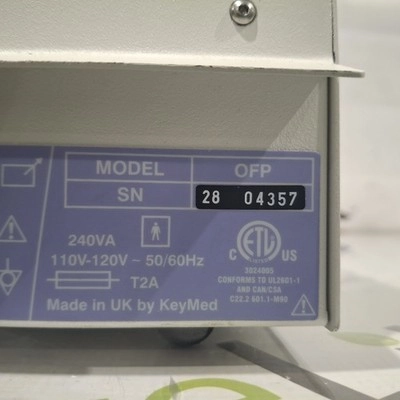 MODEL OFP
SN 28 04357
240VA
110V-120V ~ 50/60Hz
T2A
Made in UK by KeyMed
C ETL US
3024005
CONFORMS TO UL2601-1
AND CAN/CSA
C22.2 601.1-M90